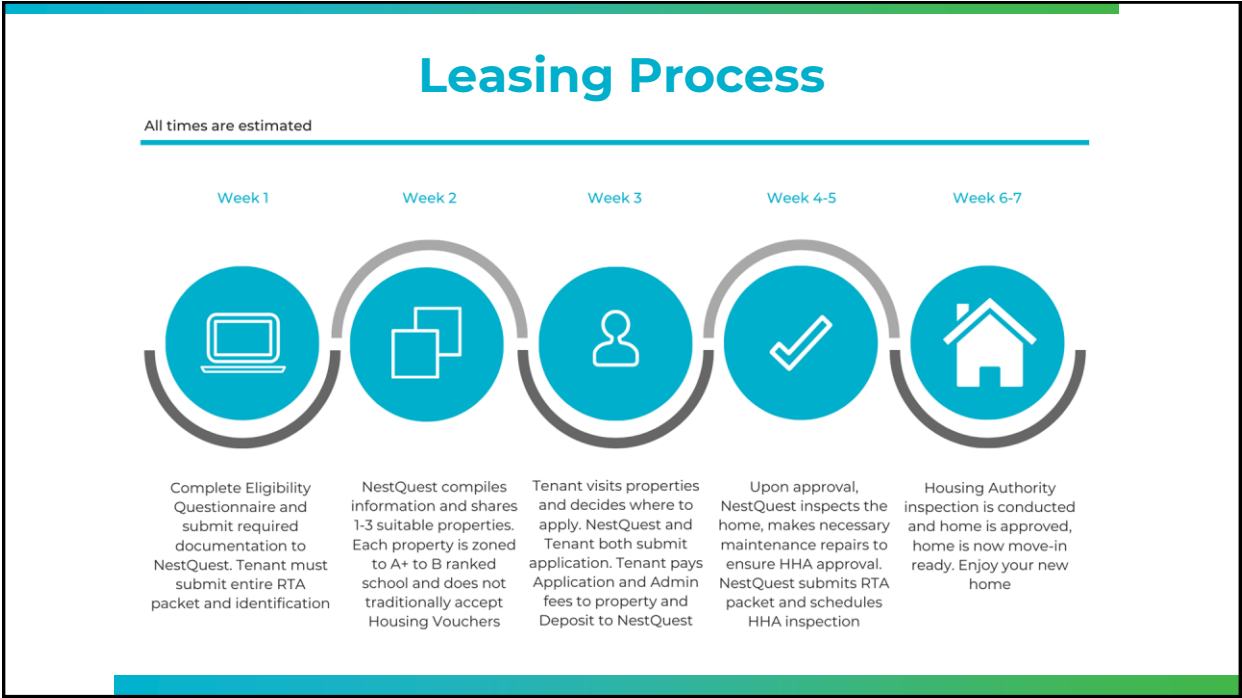 Leasing Process
All times are estimated
Week 1
Complete Eligibility
Questionnaire and
submit required
documentation to
NestQuest. Tenant must
submit entire RTA
packet and identification
Week 2
NestQuest compiles
information and shares
1-3 suitable properties.
Each property is zoned
to A+ to B ranked
school and does not
traditionally accept
Housing Vouchers
Week 3
Tenant visits properties
and decides where to
apply. NestQuest and
Tenant both submit
application. Tenant pays
Application and Admin
fees to property and
Deposit to NestQuest
Week 4-5
Upon approval,
NestQuest inspects the
home, makes necessary
maintenance repairs to
ensure HHA approval.
NestQuest submits RTA
packet and schedules
HHA inspection
Week 6-7
Housing Authority
inspection is conducted
and home is approved,
home is now move-in
ready. Enjoy your new
home